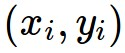 (x_i, y_i)